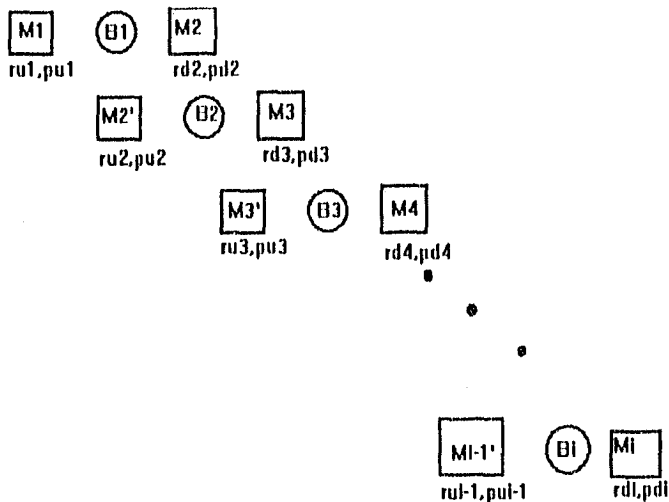 M1 B1 M2
ru1,pu1 rd2,pd2
M2' B2 M3
ru2,pu2 rd3,pd3
M3' B3 M4
ru3,pu3 rd4,pd4
Mi-1' Bi Mi
rui-1,pui-1 rdi,pdi